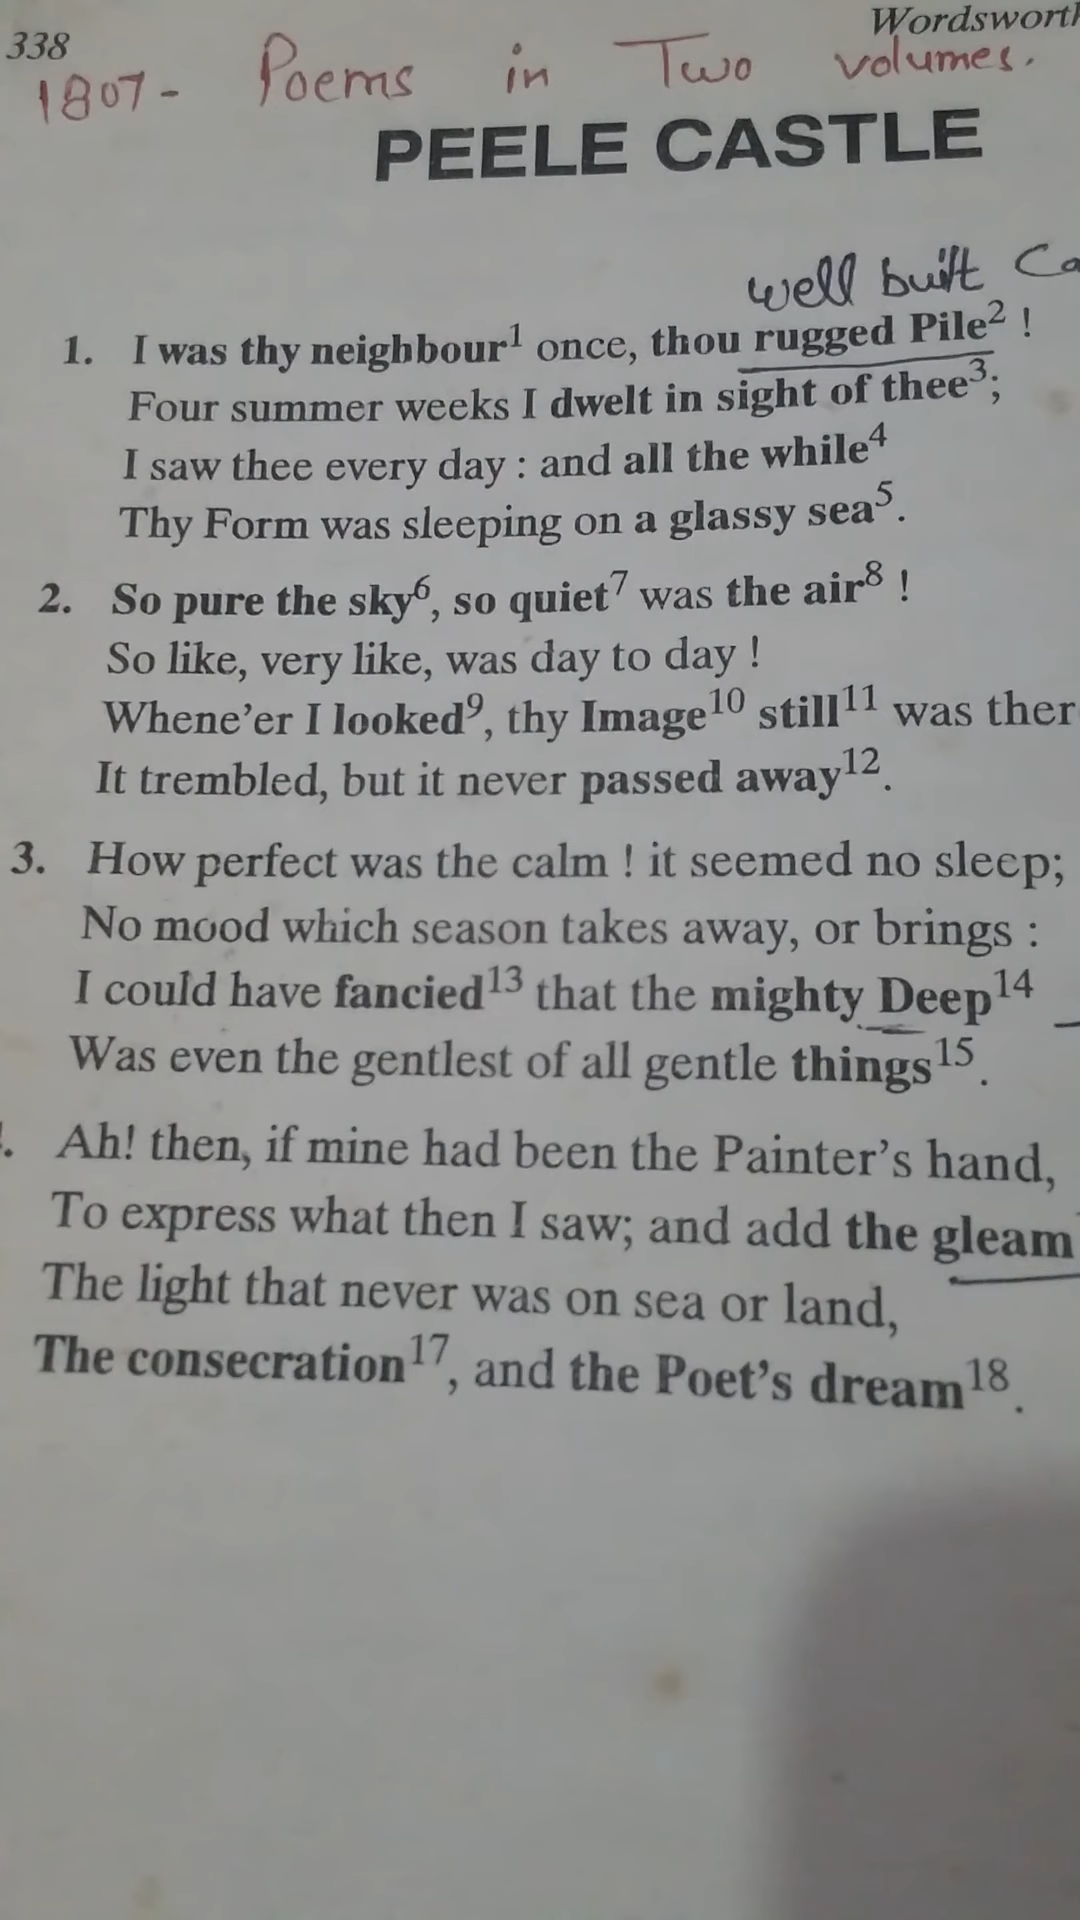 338
Wordsworth
1807- Poems in Two volumes.
PEELE CASTLE
well built
1. I was thy neighbour¹ once, thou rugged Pile² !
Four summer weeks I dwelt in sight of thee³;
I saw thee every day : and all the while⁴
Thy Form was sleeping on a glassy sea⁵.
2. So pure the sky⁶, so quiet⁷ was the air⁸ !
So like, very like, was day to day !
Whene'er I looked⁹, thy Image¹⁰ still¹¹ was ther
It trembled, but it never passed away¹².
3. How perfect was the calm ! it seemed no sleep;
No mood which season takes away, or brings :
I could have fancied¹³ that the mighty Deep¹⁴
Was even the gentlest of all gentle things¹⁵.
. Ah! then, if mine had been the Painter's hand,
To express what then I saw; and add the gleam
The light that never was on sea or land,
The consecration¹⁷, and the Poet's dream¹⁸.